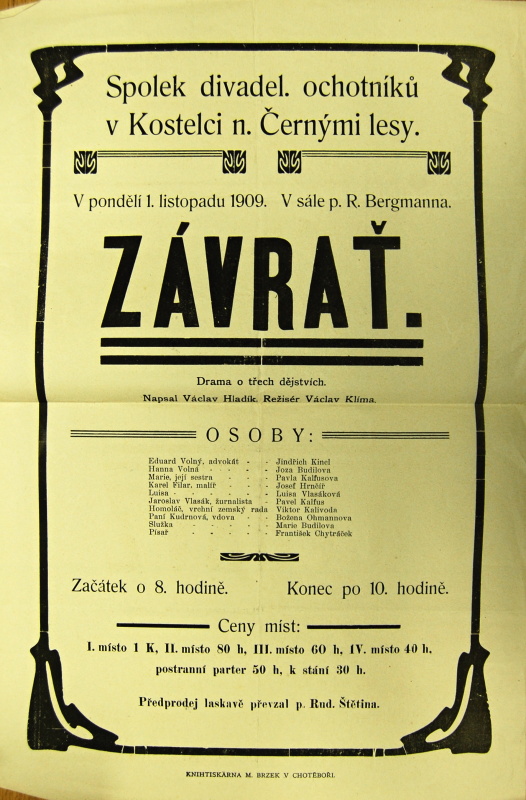 Spolek divadel. ochotníků
v Kostelci n. Černými lesy.
V pondělí 1. listopadu 1909. V sále p. R. Bergmanna.
ZÁVRAŤ.
Drama o třech dějstvích.
Napsal Václav Hladík. Režisér Václav Klíma.
OSOBY:
Eduard Volný, advokát - - Jindřich Kinel
Hanna Volná - - - - Joza Budilova
Marie, její sestra - - - Pavla Kalfusova
Karel Filar, malíř - - - Josef Hrnčíř
Luisa - - - - - - Luisa Vlasáková
Jaroslav Vlasák, žurnalista - Pavel Kalfus
Homoláč, vrchní zemský rada Viktor Kalivoda
Paní Kudrnová, vdova - - Božena Ohmannova
Služka - - - - - Marie Budilova
Písař - - - - - František Chytráček
Začátek o 8. hodině. Konec po 10. hodině.
Ceny míst:
I. místo 1 K, II. místo 80 h, III. místo 60 h, IV. místo 40 h,
postranní parter 50 h, k stání 30 h.
Předprodej laskavě převzal p. Rud. Štětina.
KNIHTISKÁRNA M. BRZEK V CHOTĚBOŘI.